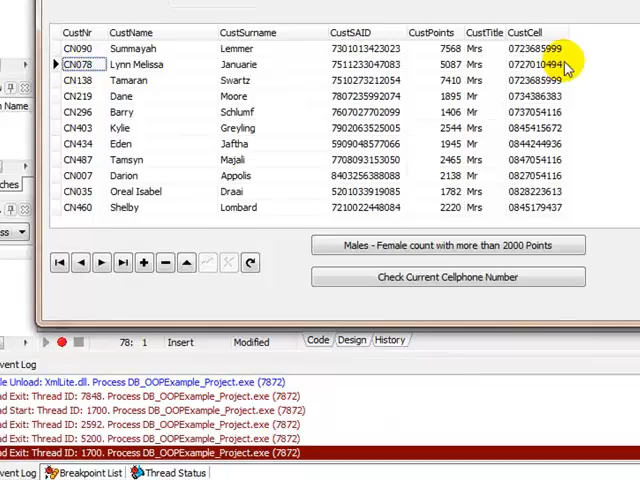 CustNr CustName CustSurname CustSAID CustPoints CustTitle CustCell
CN090 Summayah Lemmer 7301013423023 7568 Mrs 0723685999
CN078 Lynn Melissa Januarie 7511233047083 5087 Mrs 0727010494
CN138 Tamaran Swartz 7510273212054 7410 Mrs 0723685999
CN219 Dane Moore 7807235992074 1895 Mr 0734386383
CN296 Barry Schlumf 7607027702099 1406 Mr 0737054116
CN403 Kylie Greyling 7902063525005 2544 Mrs 0845415672
CN434 Eden Jaftha 5909048577066 1945 Mr 0844244936
CN487 Tamsyn Majali 7708093153050 2465 Mrs 0847054116
CN007 Darion Appolis 8403256388088 2138 Mr 0827054116
CN035 Oreal Isabel Draai 5201033919085 1782 Mrs 0828223613
CN460 Shelby Lombard 7210022448084 2220 Mrs 0845179437
n Name
ches
ss
Males - Female count with more than 2000 Points
Check Current Cellphone Number
78: 1 Insert Modified Code Design History
vent Log
le Unload: XmlLite.dll. Process DB_OOPExample_Project.exe (7872)
ad Exit: Thread ID: 7848. Process DB_OOPExample_Project.exe (7872)
ad Start: Thread ID: 1700. Process DB_OOPExample_Project.exe (7872)
ad Exit: Thread ID: 2592. Process DB_OOPExample_Project.exe (7872)
ad Exit: Thread ID: 5200. Process DB_OOPExample_Project.exe (7872)
ad Exit: Thread ID: 1700. Process DB_OOPExample_Project.exe (7872)
vent Log Breakpoint List Thread Status